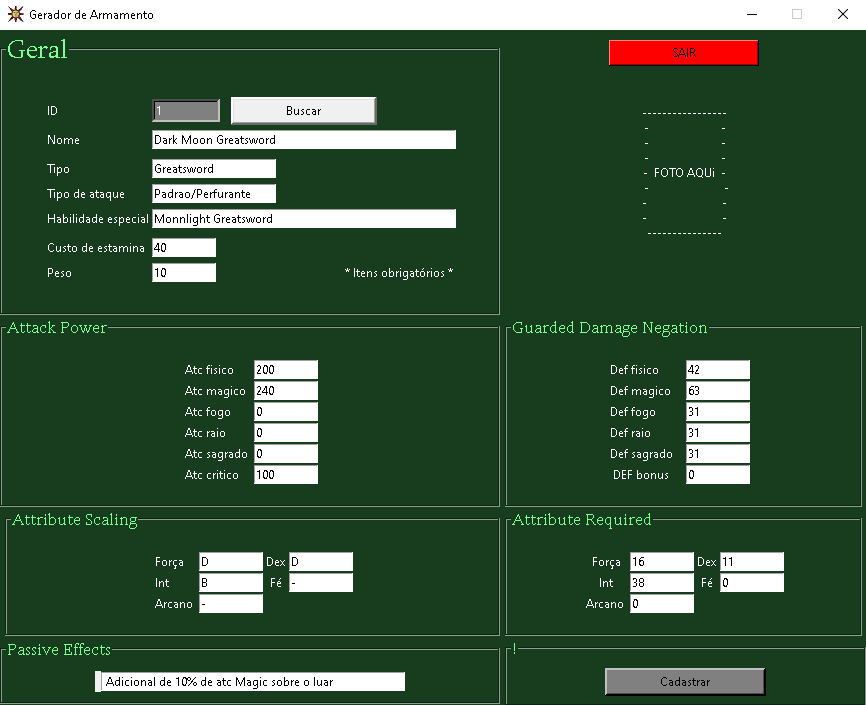 Gerador de Armamento
Geral
SAIR
ID 1 Buscar
Nome Dark Moon Greatsword
Tipo Greatsword
Tipo de ataque Padrao/Perfurante
Habilidade especial Monnlight Greatsword
Custo de estamina 40
Peso 10 * Itens obrigatórios *
- FOTO AQUi -
Attack Power
Atc fisico 200
Atc magico 240
Atc fogo 0
Atc raio 0
Atc sagrado 0
Atc critico 100
Guarded Damage Negation
Def fisico 42
Def magico 63
Def fogo 31
Def raio 31
Def sagrado 31
DEF bonus 0
Attribute Scaling
Força D Dex D
Int B Fé -
Arcano -
Attribute Required
Força 16 Dex 11
Int 38 Fé 0
Arcano 0
Passive Effects
Adicional de 10% de atc Magic sobre o luar
!
Cadastrar